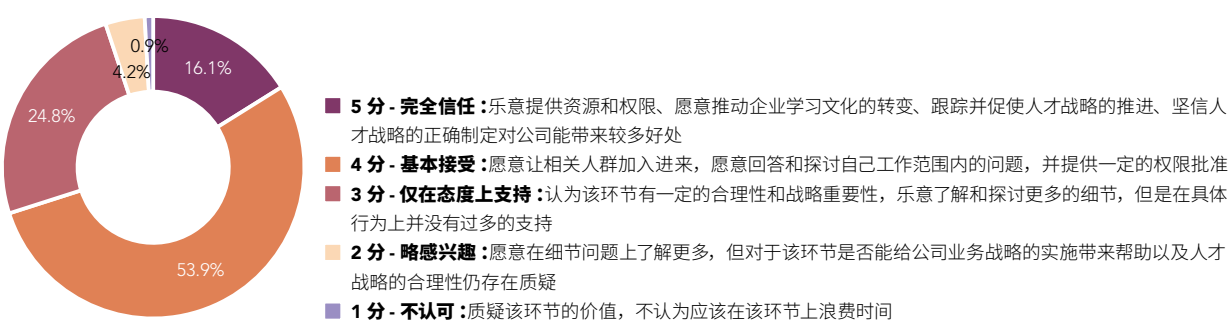 0.9%
4.2%
16.1%
24.8%
53.9%
5 分 - 完全信任：乐意提供资源和权限、愿意推动企业学习文化的转变、跟踪并促使人才战略的推进、坚信人
才战略的正确制定对公司能带来较多好处
4 分 - 基本接受：愿意让相关人群加入进来，愿意回答和探讨自己工作范围内的问题，并提供一定的权限批准
3 分 - 仅在态度上支持：认为该环节有一定的合理性和战略重要性，乐意了解和探讨更多的细节，但是在具体
行为上并没有过多的支持
2 分 - 略感兴趣：愿意在细节问题上了解更多，但对于该环节是否能给公司业务战略的实施带来帮助以及人才
战略的合理性仍存在质疑
1 分 - 不认可：质疑该环节的价值，不认为应该在该环节上浪费时间